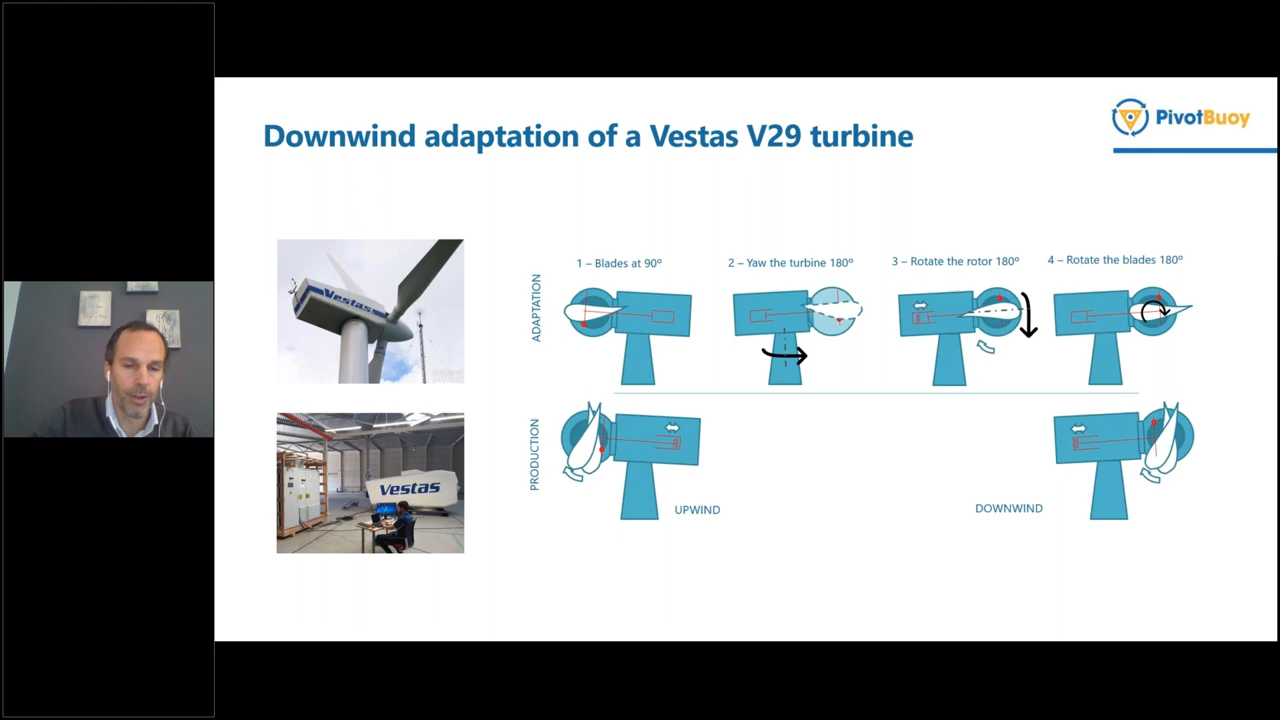 PivotBuoy
Downwind adaptation of a Vestas V29 turbine
1 – Blades at 90º
2 – Yaw the turbine 180º
3 – Rotate the rotor 180º
4 – Rotate the blades 180º
ADAPTATION
Vestas
PRODUCTION
Vestas
UPWIND
DOWNWIND